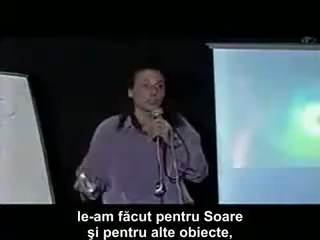 le-am făcut pentru Soare
şi pentru alte obiecte,